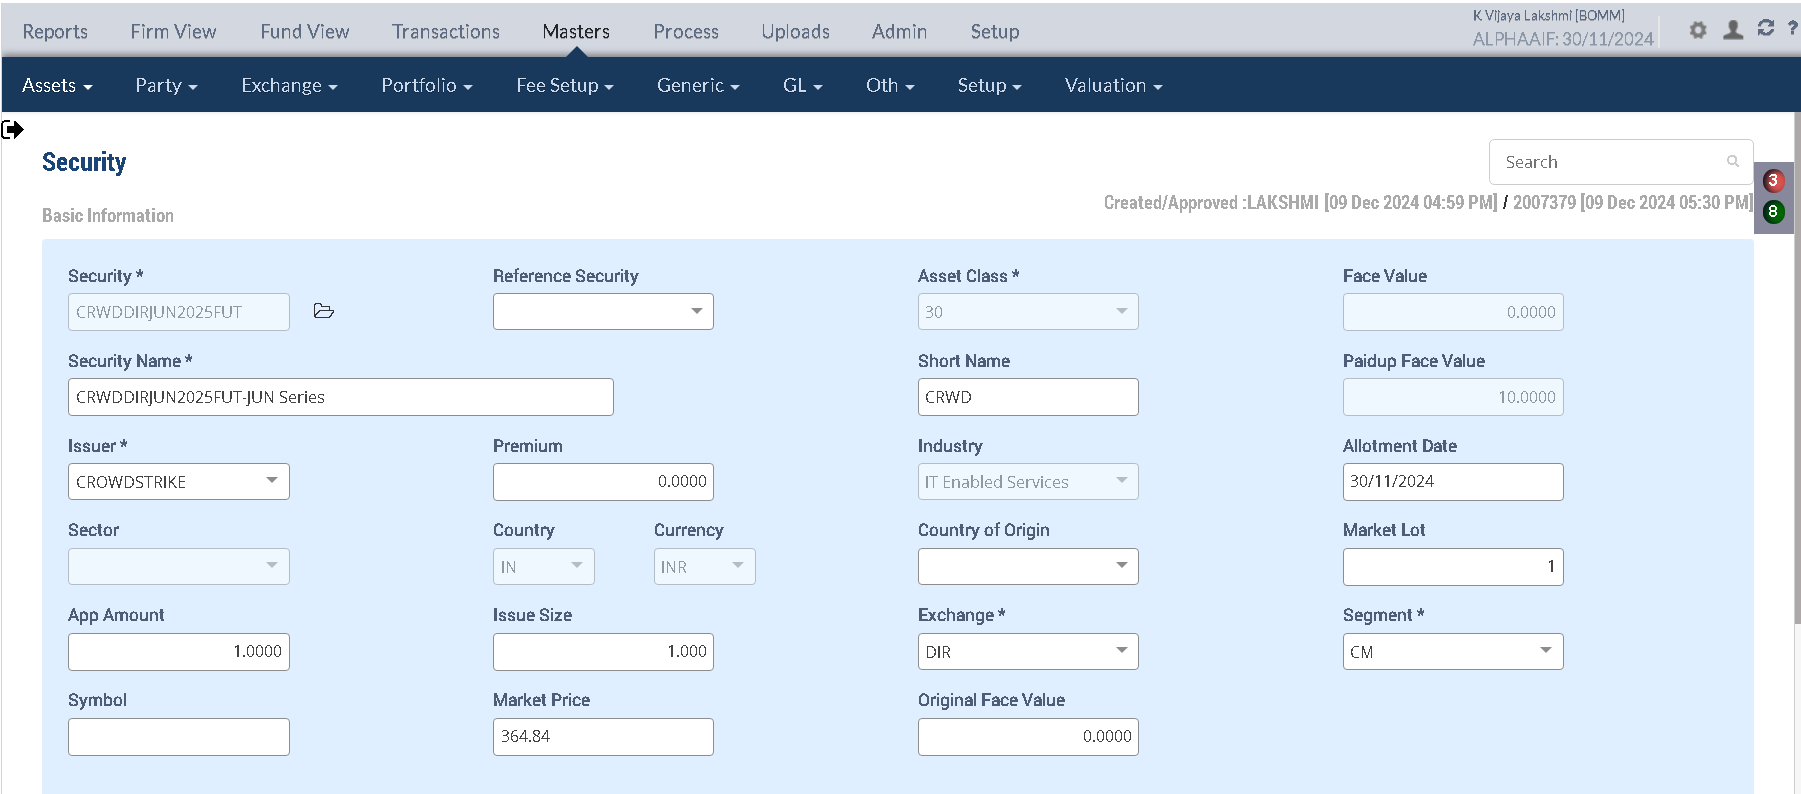 Reports Firm View Fund View Transactions Masters Process Uploads Admin Setup
K Vijaya Lakshmi [BOMM]
ALPHAAIF: 30/11/2024
?
Assets Party Exchange Portfolio Fee Setup Generic GL Oth Setup Valuation
Security
Search
3
8
Created/Approved :LAKSHMI [09 Dec 2024 04:59 PM] / 2007379 [09 Dec 2024 05:30 PM]
Basic Information
Security * Reference Security Asset Class * Face Value
CRWDDIRJUN2025FUT 30 0.0000
Security Name * Short Name Paidup Face Value
CRWDDIRJUN2025FUT-JUN Series CRWD 10.0000
Issuer * Premium Industry Allotment Date
CROWDSTRIKE 0.0000 IT Enabled Services 30/11/2024
Sector Country Currency Country of Origin Market Lot
IN INR 1
App Amount Issue Size Exchange * Segment *
1.0000 1.000 DIR CM
Symbol Market Price Original Face Value
364.84 0.0000